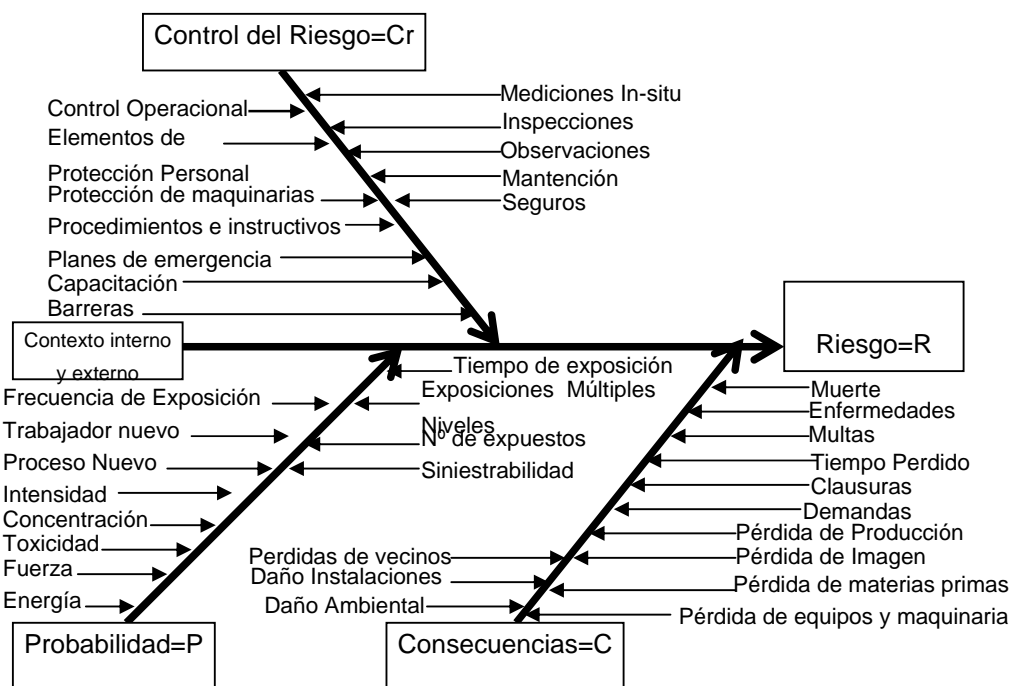 Control del Riesgo=Cr
Control Operacional
Elementos de
Protección Personal
Protección de maquinarias
Procedimientos e instructivos
Planes de emergencia
Capacitación
Barreras
Mediciones In-situ
Inspecciones
Observaciones
Mantención
Seguros
Contexto interno
y externo
Riesgo=R
Frecuencia de Exposición
Trabajador nuevo
Proceso Nuevo
Intensidad
Concentración
Toxicidad
Fuerza
Energía
Tiempo de exposición
Exposiciones Múltiples
Niveles
Nº de expuestos
Siniestrabilidad
Probabilidad=P
Perdidas de vecinos
Daño Instalaciones
Daño Ambiental
Muerte
Enfermedades
Multas
Tiempo Perdido
Clausuras
Demandas
Pérdida de Producción
Pérdida de Imagen
Pérdida de materias primas
Pérdida de equipos y maquinaria
Consecuencias=C